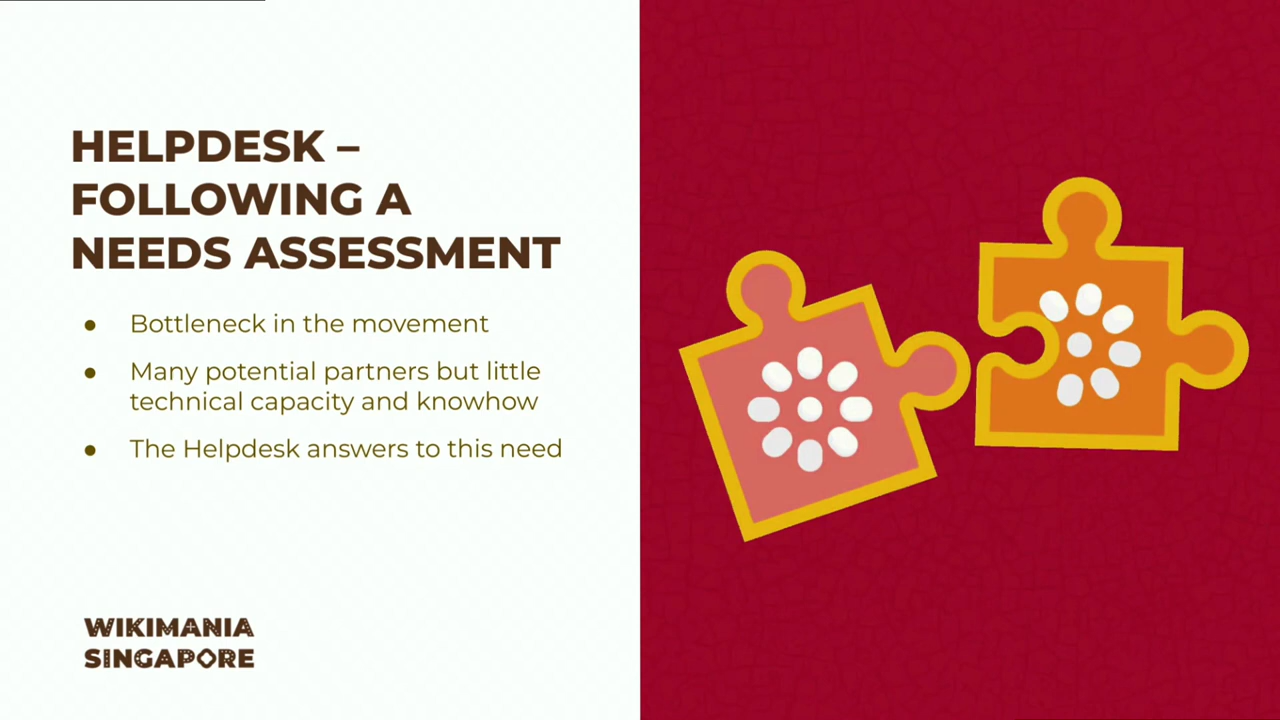 HELPDESK –
FOLLOWING A
NEEDS ASSESSMENT
● Bottleneck in the movement
● Many potential partners but little
technical capacity and knowhow
● The Helpdesk answers to this need
WIKIMANIA
SINGAPORE